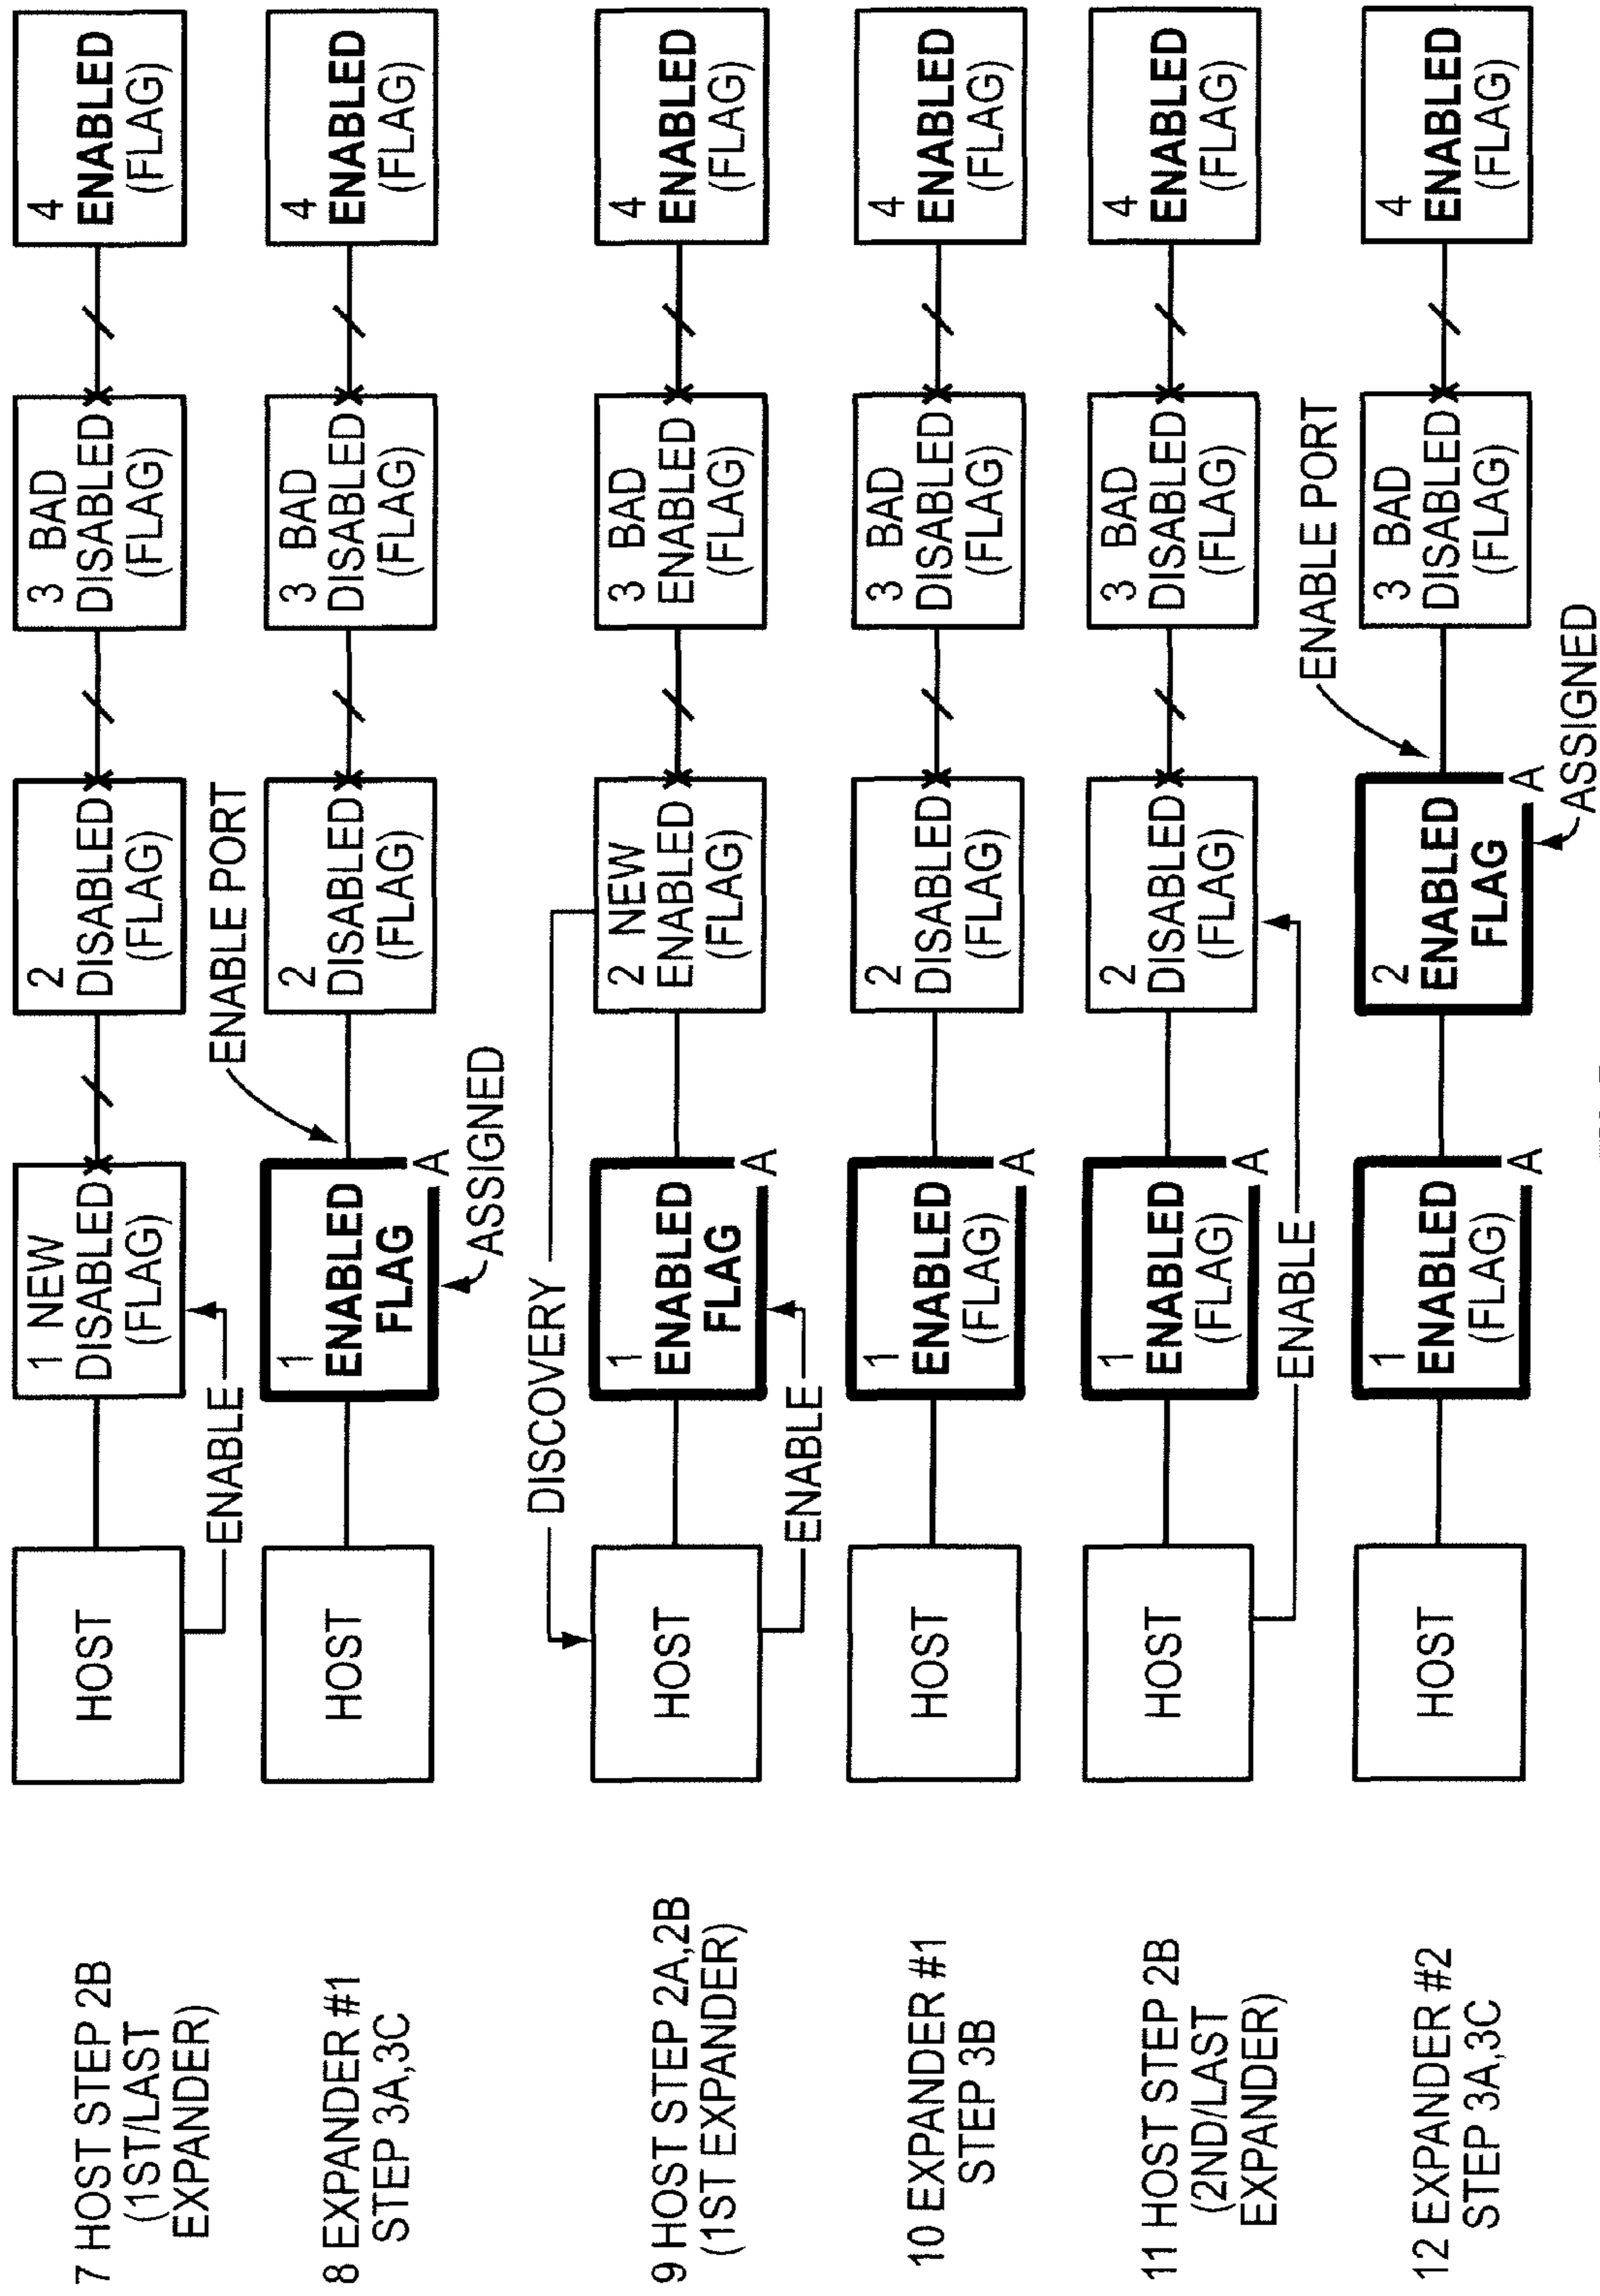 7 HOST STEP 2B
(1ST/LAST
EXPANDER)
HOST
ENABLE
1 NEW
DISABLED
(FLAG)
2
DISABLED
(FLAG)
3 BAD
DISABLED
(FLAG)
4
ENABLED
(FLAG)
8 EXPANDER #1
STEP 3A,3C
HOST
1
ENABLED
FLAG
A
ASSIGNED
ENABLE PORT
2
DISABLED
(FLAG)
3 BAD
DISABLED
(FLAG)
4
ENABLED
(FLAG)
9 HOST STEP 2A,2B
(1ST EXPANDER)
DISCOVERY
HOST
ENABLE
1
ENABLED
FLAG
A
2 NEW
ENABLED
(FLAG)
3 BAD
ENABLED
(FLAG)
4
ENABLED
(FLAG)
10 EXPANDER #1
STEP 3B
HOST
1
ENABLED
(FLAG)
A
2
DISABLED
(FLAG)
3 BAD
DISABLED
(FLAG)
4
ENABLED
(FLAG)
11 HOST STEP 2B
(2ND/LAST
EXPANDER)
HOST
1
ENABLED
(FLAG)
A
ENABLE
2
DISABLED
(FLAG)
3 BAD
DISABLED
(FLAG)
4
ENABLED
(FLAG)
12 EXPANDER #2
STEP 3A,3C
HOST
1
ENABLED
(FLAG)
A
2
ENABLED
FLAG
A
ASSIGNED
ENABLE PORT
3 BAD
DISABLED
(FLAG)
4
ENABLED
(FLAG)